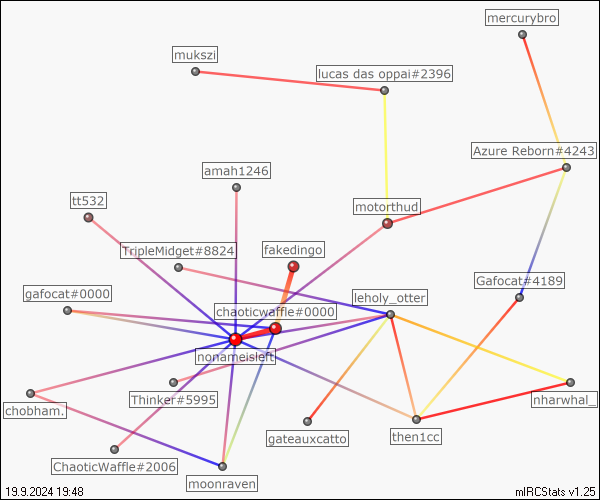 mercurybro
mukszi
lucas das oppai#2396
Azure Reborn#4243
amah1246
tt532
motorthud
TripleMidget#8824
fakedingo
Gafocat#4189
gafocat#0000
leholy_otter
chaoticwaffle#0000
nonameisleft
Thinker#5995
nharwhal_
chobham.
gateauxcatto
then1cc
ChaoticWaffle#2006
moonraven
19.9.2024 19:48
mIRCStats v1.25